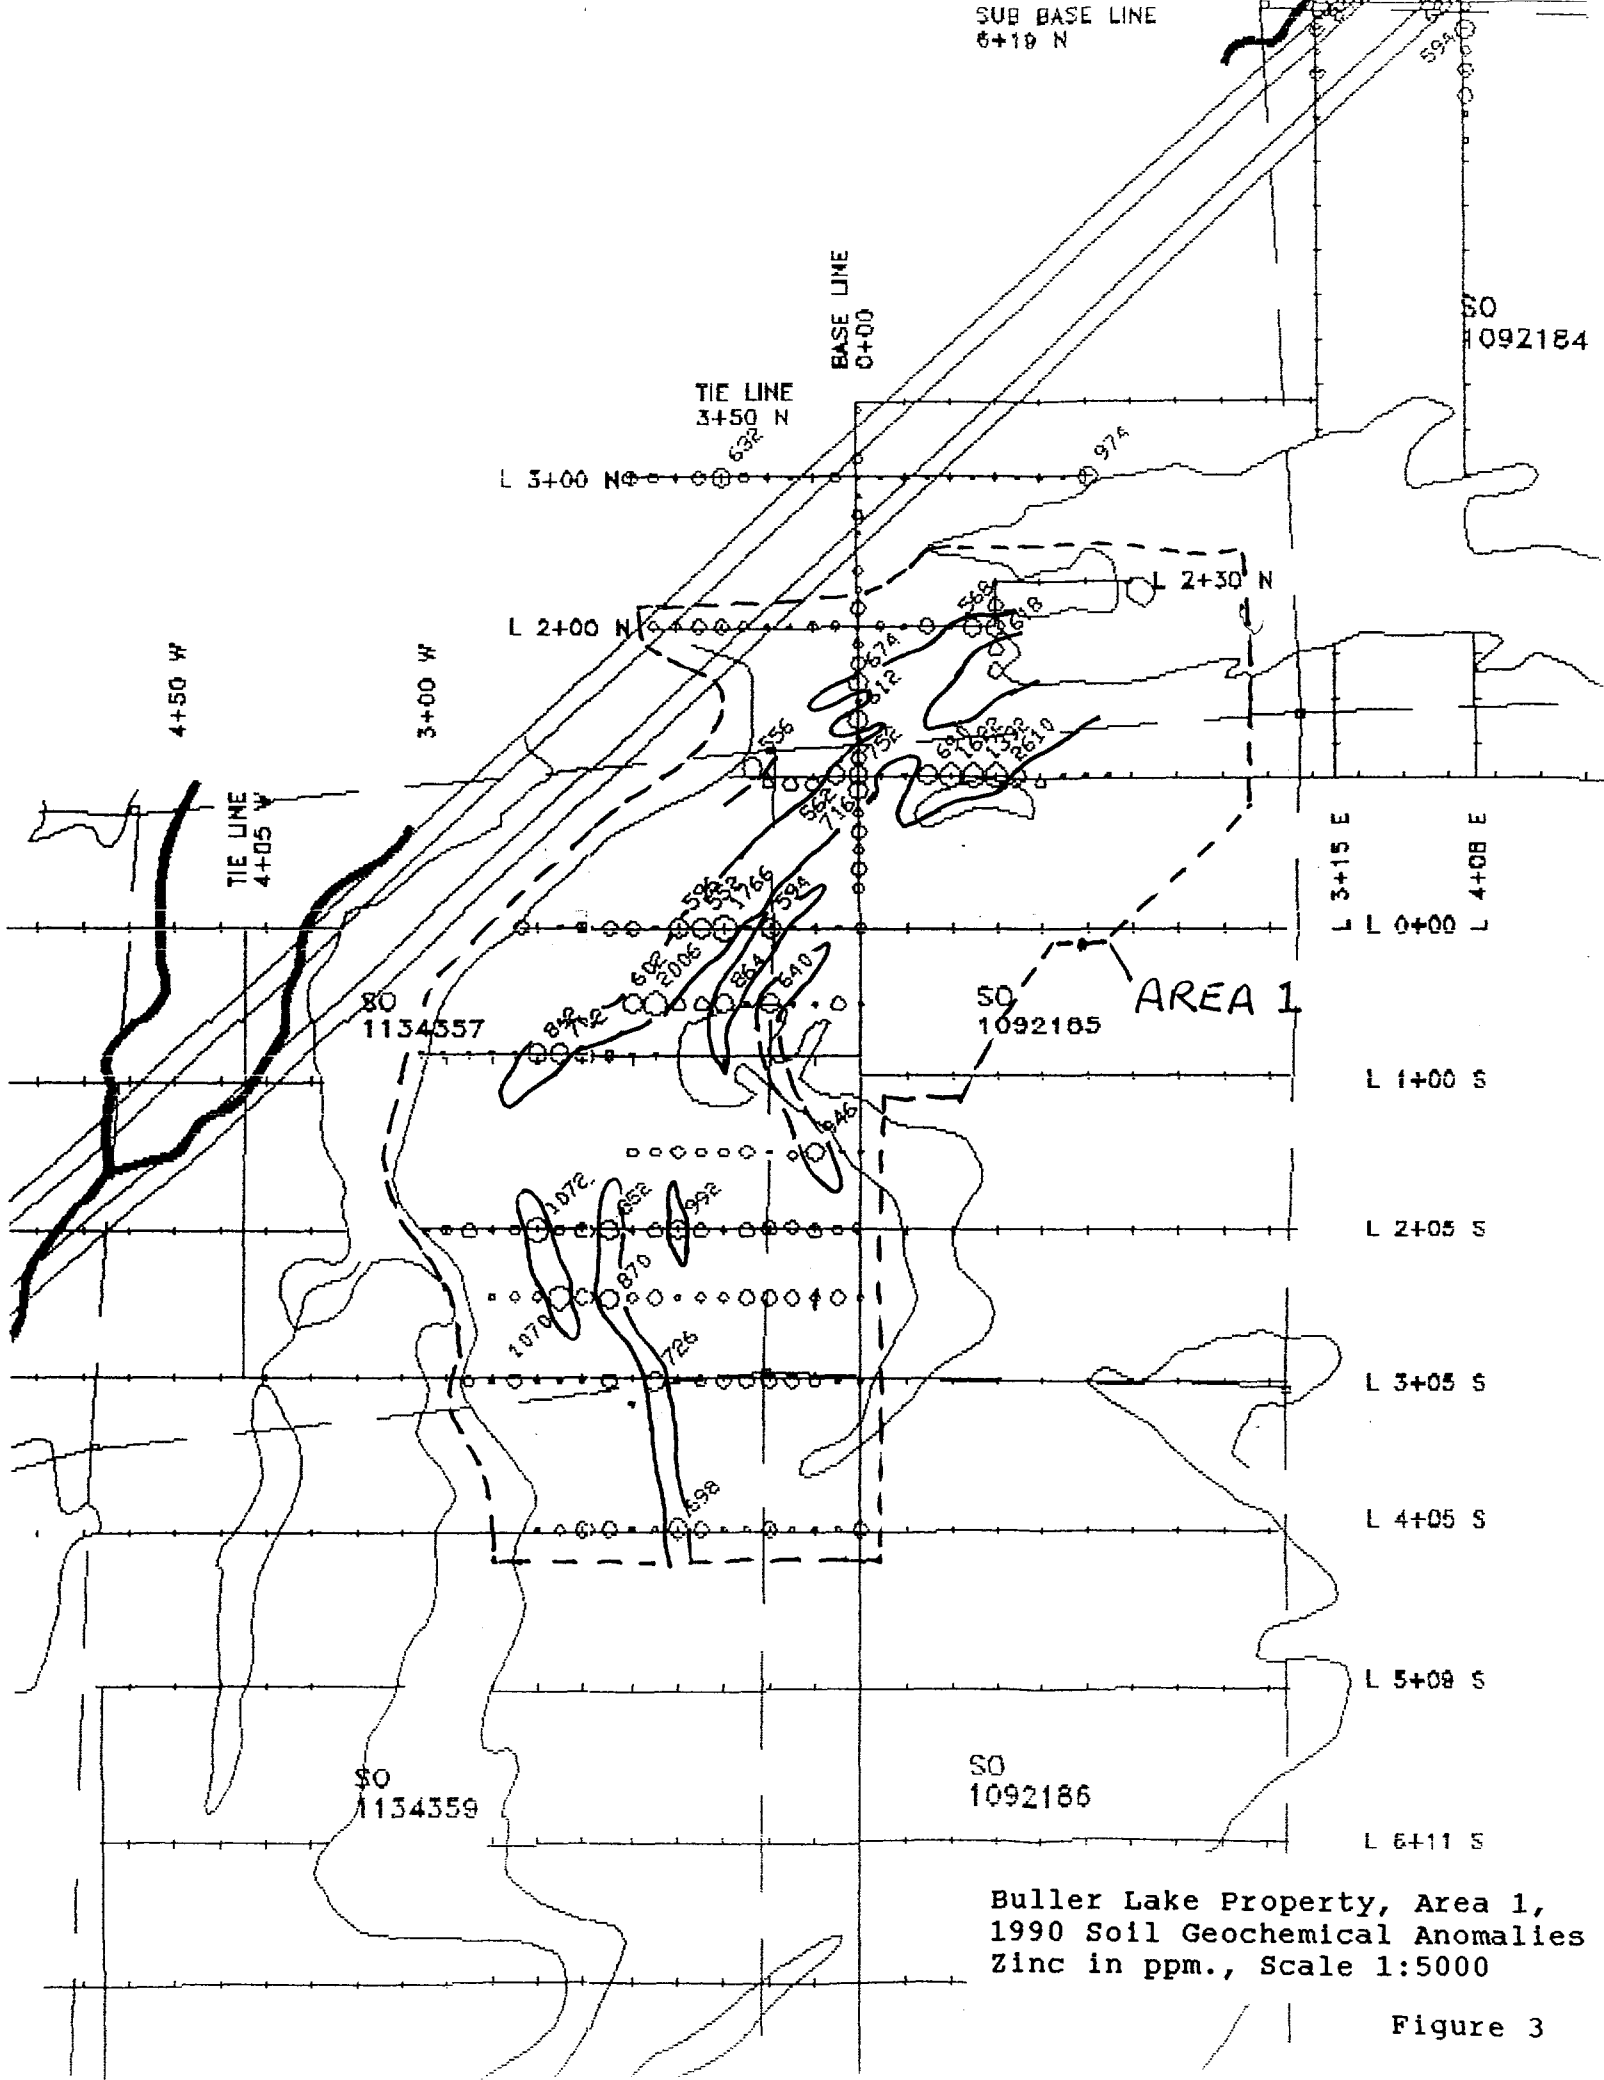 SUB BASE LINE
6+19 N
594
BASE LINE
0+00
SO
1092184
TIE LINE
3+50 N
632
974
L 3+00 N
L 2+30 N
568
618
L 2+00 N
674
612
4+50 W
3+00 W
556
752
690
1622
1392
2610
562
716
TIE LINE
4+05 W
L 3+15 E
L 4+08 E
596
552
1766
594
L 0+00
602
2006
864
640
SO
1134357
SO
1092185
AREA 1
L 1+00 S
1072
652
992
L 2+05 S
870
1070
726
L 3+05 S
698
L 4+05 S
L 5+09 S
SO
1134359
SO
1092186
L 6+11 S
Buller Lake Property, Area 1,
1990 Soil Geochemical Anomalies
Zinc in ppm., Scale 1:5000
Figure 3